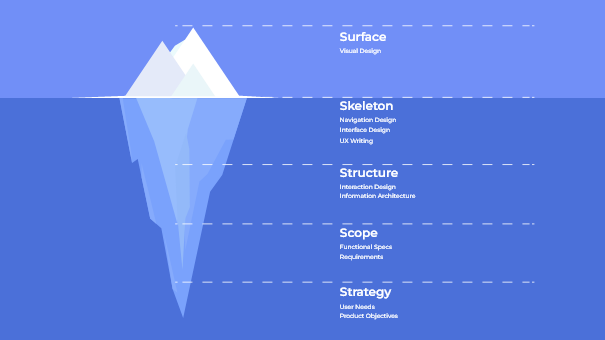 Surface
Visual Design
Skeleton
Navigation Design
Interface Design
UX Writing
Structure
Interaction Design
Information Architecture
Scope
Functional Specs
Requirements
Strategy
User Needs
Product Objectives